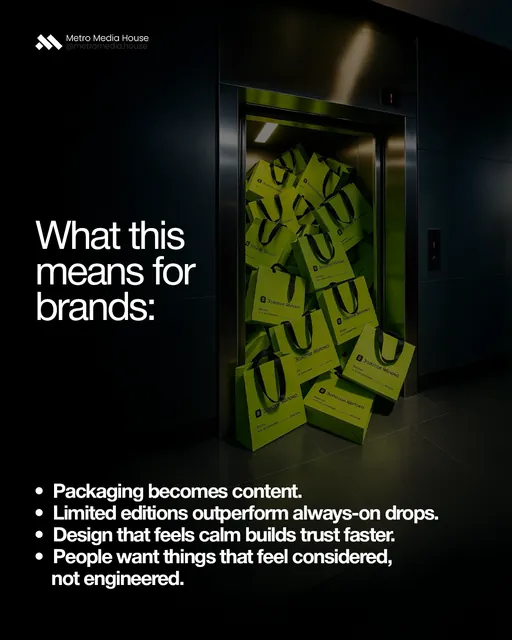 Metro Media House
@metromedia.house
What this
means for
brands:
• Packaging becomes content.
• Limited editions outperform always-on drops.
• Design that feels calm builds trust faster.
• People want things that feel considered,
not engineered.